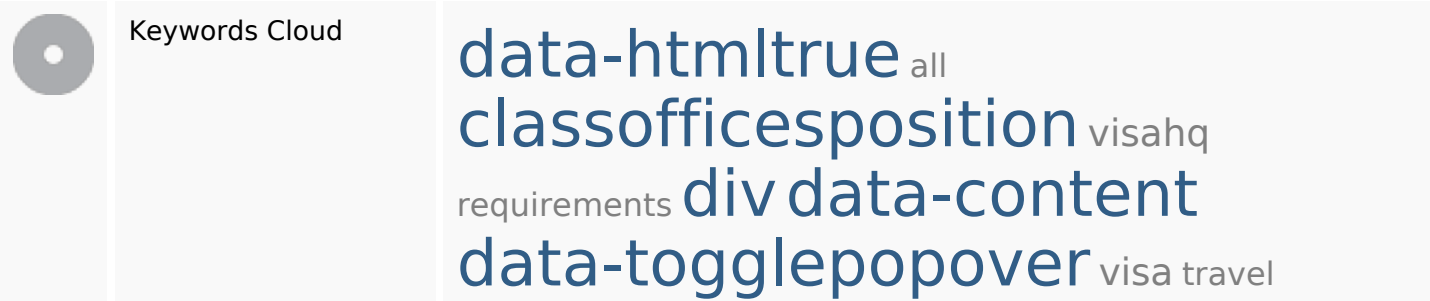 Keywords Cloud
data-htmltrue all
classofficesposition visahq
requirements div data-content
data-togglepopover visa travel